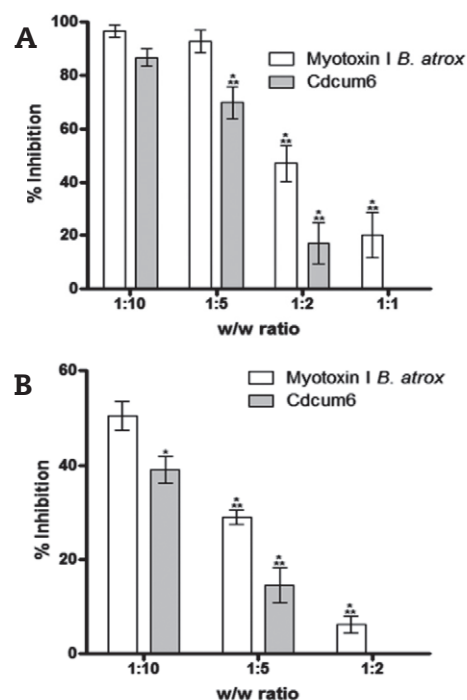 A
100
80
60
40
20
0
% Inhibition
Myotoxin I B. atrox
Cdcum6
*
**
*
**
*
**
*
**
1:10 1:5 1:2 1:1
w/w ratio
B
60
40
20
0
% Inhibition
Myotoxin I B. atrox
Cdcum6
*
*
**
*
**
*
**
1:10 1:5 1:2
w/w ratio